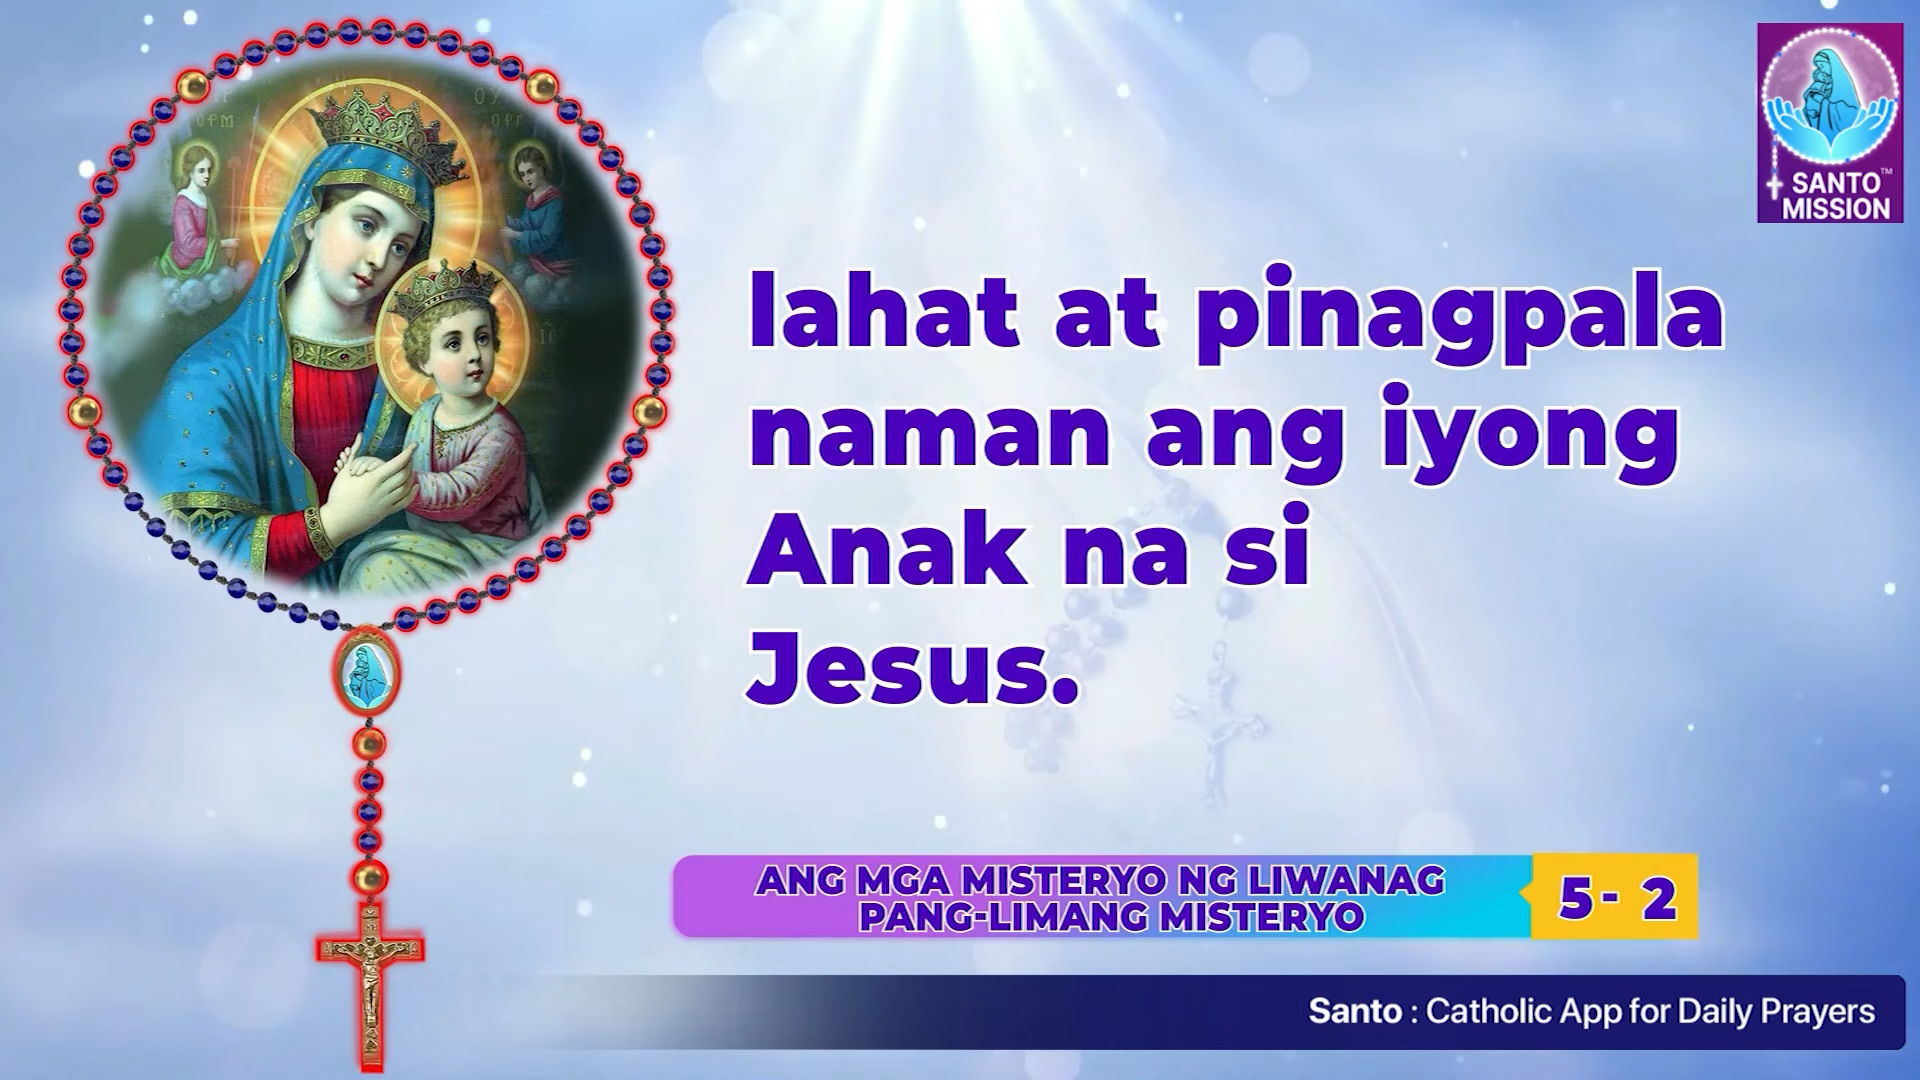 lahat at pinagpala
naman ang iyong
Anak na si
Jesus.
ANG MGA MISTERYO NG LIWANAG
PANG-LIMANG MISTERYO
5- 2
Santo : Catholic App for Daily Prayers
SANTO™
MISSION